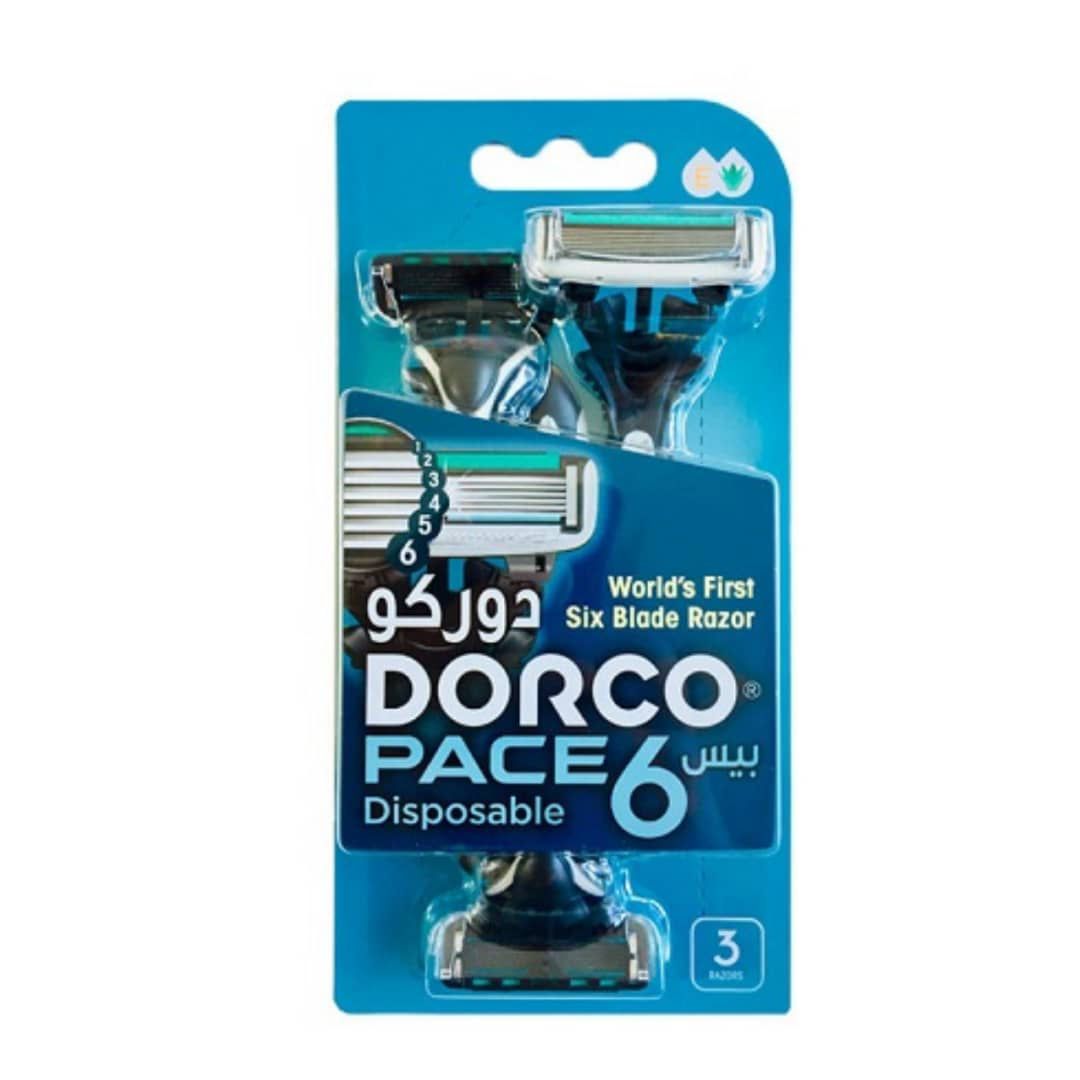 E
1
2
3
4
5
6
World's First
Six Blade Razor
دوركو
DORCO®
PACE 6 بيس
Disposable
3
RAZORS